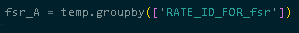 fsr_A = temp.groupby(['RATE_ID_FOR_fsr'])